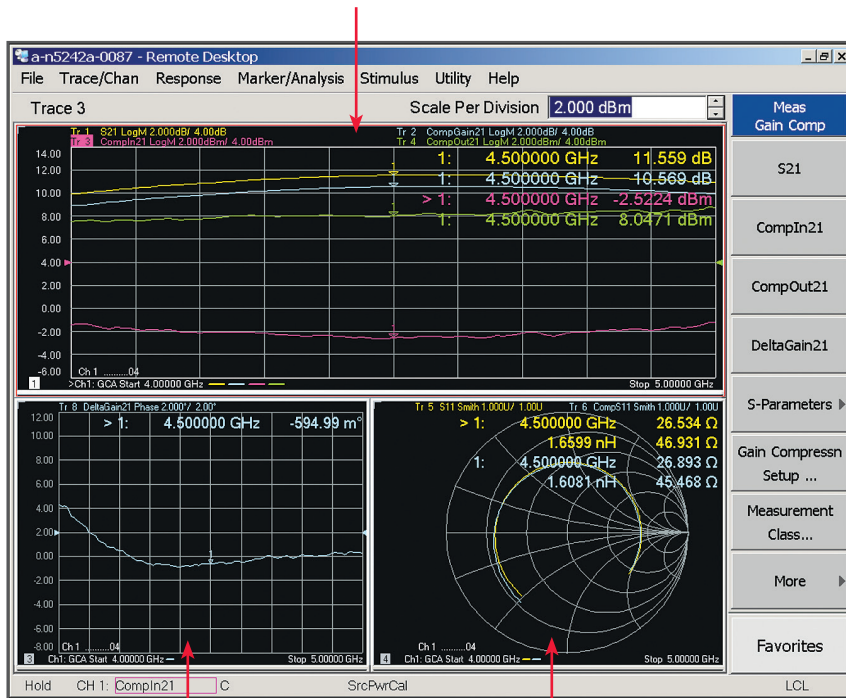 a-n5242a-0087 - Remote Desktop
File Trace/Chan Response Marker/Analysis Stimulus Utility Help
Trace 3 Scale Per Division 2.000 dBm
Tr 1 S21 LogM 2.000dB/ 4.00dB Tr 2 CompGain21 LogM 2.000dB/ 4.00dB
Tr 3 CompIn21 LogM 2.000dBm/ 4.00dBm Tr 4 CompOut21 LogM 2.000dBm/ 4.00dBm
14.00
12.00
10.00
8.00
6.00
4.00
2.00
0.00
-2.00
-4.00
-6.00
1
1: 4.500000 GHz 11.559 dB
1: 4.500000 GHz 10.569 dB
> 1: 4.500000 GHz -2.5224 dBm
1: 4.500000 GHz 8.0471 dBm
1
1
1
1 Ch 1 ..........04
>Ch1: GCA Start 4.00000 GHz Stop 5.00000 GHz
Tr 8 DeltaGain21 Phase 2.000°/ 2.00°
> 1: 4.500000 GHz -594.99 m°
12.00
10.00
8.00
6.00
4.00
2.00
0.00
-2.00
-4.00
-6.00
-8.00
1
3 Ch 1 ..........04
Ch1: GCA Start 4.00000 GHz Stop 5.00000 GHz
Tr 5 S11 Smith 1.000U/ 1.00U Tr 6 CompS11 Smith 1.000U/ 1.00U
> 1: 4.500000 GHz 26.534 Ω
1.6599 nH 46.931 Ω
1: 4.500000 GHz 26.893 Ω
1.6081 nH 45.468 Ω
4 Ch 1 ..........04
Ch1: GCA Start 4.00000 GHz Stop 5.00000 GHz
Meas
Gain Comp
S21
CompIn21
CompOut21
DeltaGain21
S-Parameters
Gain Compressn
Setup ...
Measurement
Class...
More
Favorites
Hold CH 1: CompIn21 C SrcPwrCal LCL